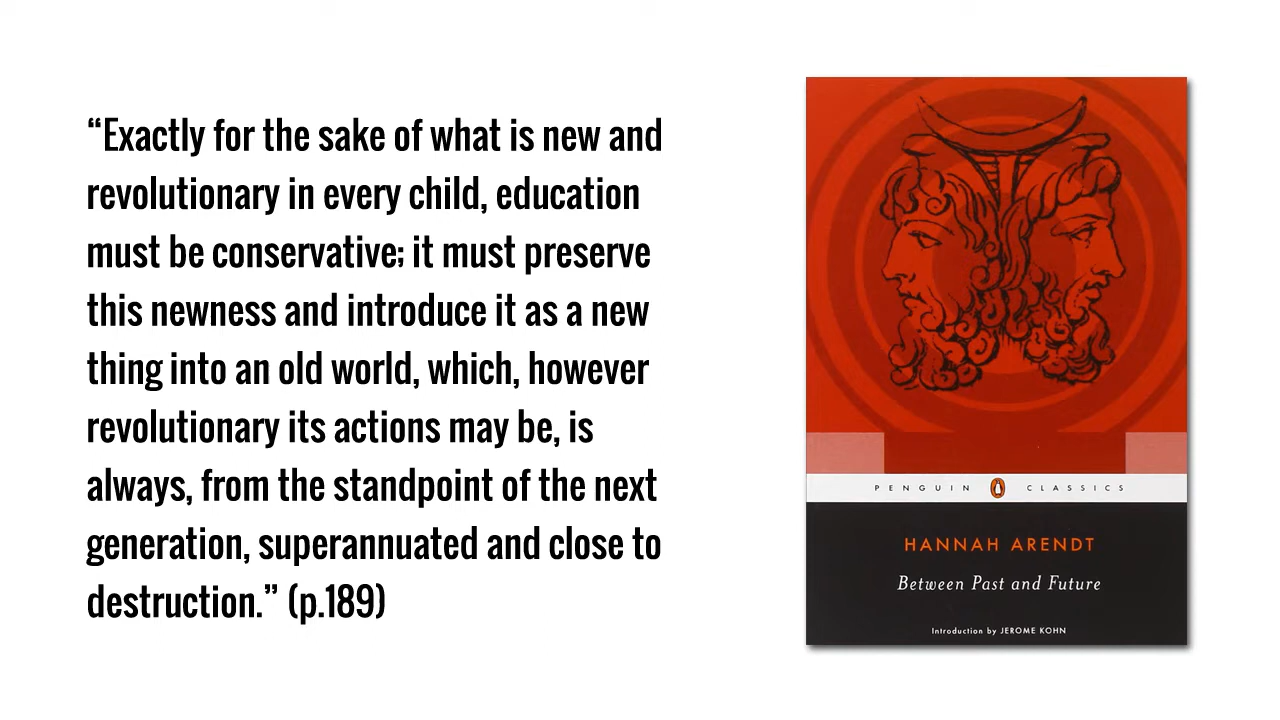 “Exactly for the sake of what is new and
revolutionary in every child, education
must be conservative; it must preserve
this newness and introduce it as a new
thing into an old world, which, however
revolutionary its actions may be, is
always, from the standpoint of the next
generation, superannuated and close to
destruction.” (p.189)
PENGUIN CLASSICS
HANNAH ARENDT
Between Past and Future
Introduction by JEROME KOHN